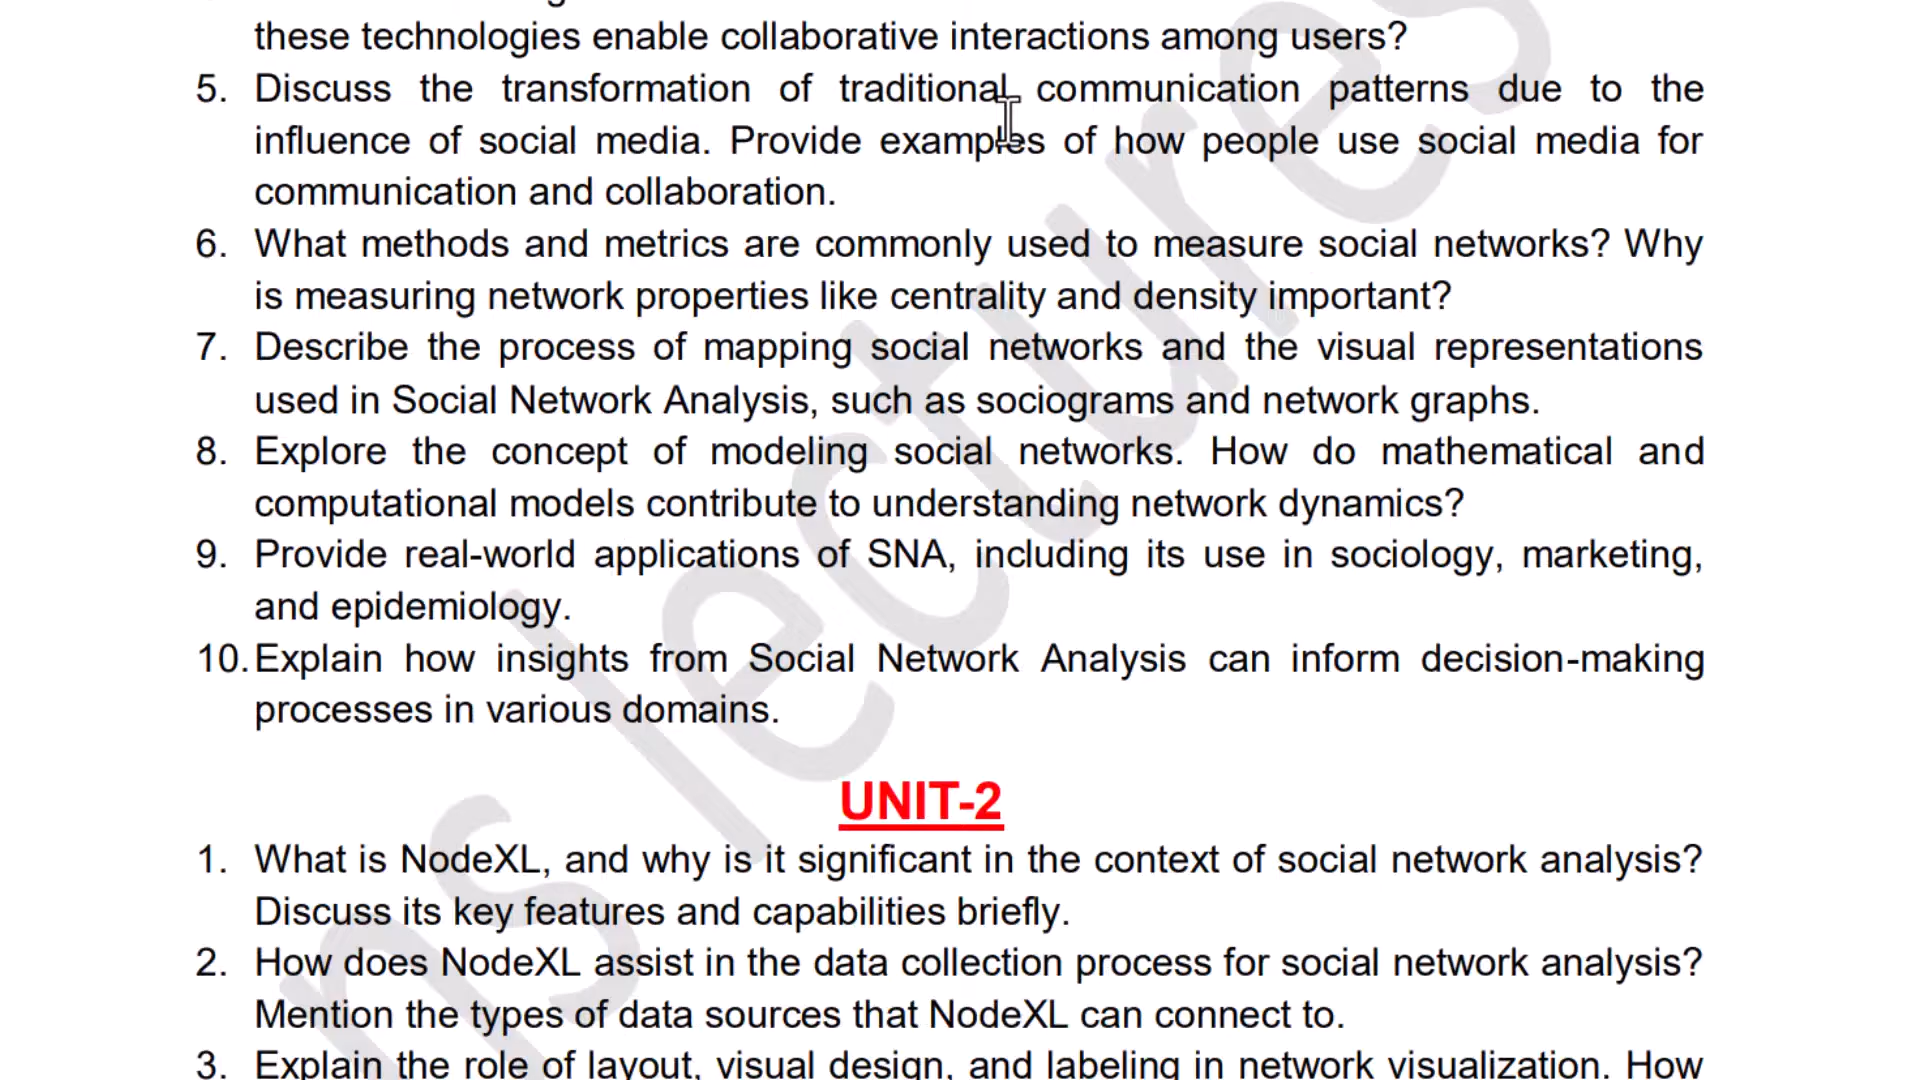 these technologies enable collaborative interactions among users?
5. Discuss the transformation of traditional communication patterns due to the
influence of social media. Provide examples of how people use social media for
communication and collaboration.
6. What methods and metrics are commonly used to measure social networks? Why
is measuring network properties like centrality and density important?
7. Describe the process of mapping social networks and the visual representations
used in Social Network Analysis, such as sociograms and network graphs.
8. Explore the concept of modeling social networks. How do mathematical and
computational models contribute to understanding network dynamics?
9. Provide real-world applications of SNA, including its use in sociology, marketing,
and epidemiology.
10. Explain how insights from Social Network Analysis can inform decision-making
processes in various domains.
UNIT-2
1. What is NodeXL, and why is it significant in the context of social network analysis?
Discuss its key features and capabilities briefly.
2. How does NodeXL assist in the data collection process for social network analysis?
Mention the types of data sources that NodeXL can connect to.
3. Explain the role of layout, visual design, and labeling in network visualization. How
ns lectures